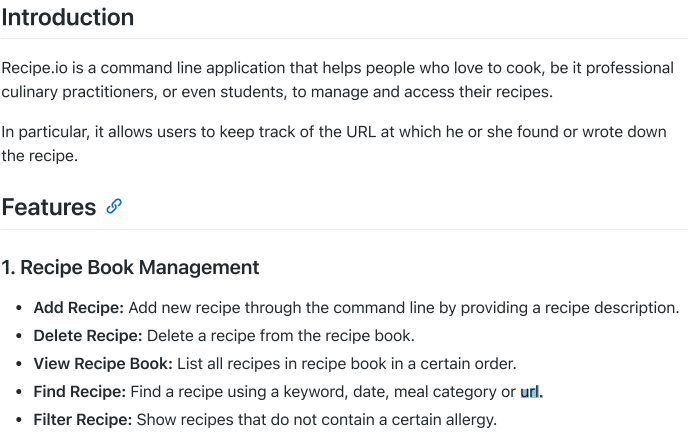 Introduction
Recipe.io is a command line application that helps people who love to cook, be it professional
culinary practitioners, or even students, to manage and access their recipes.
In particular, it allows users to keep track of the URL at which he or she found or wrote down
the recipe.
Features
1. Recipe Book Management
• Add Recipe: Add new recipe through the command line by providing a recipe description.
• Delete Recipe: Delete a recipe from the recipe book.
• View Recipe Book: List all recipes in recipe book in a certain order.
• Find Recipe: Find a recipe using a keyword, date, meal category or url.
• Filter Recipe: Show recipes that do not contain a certain allergy.